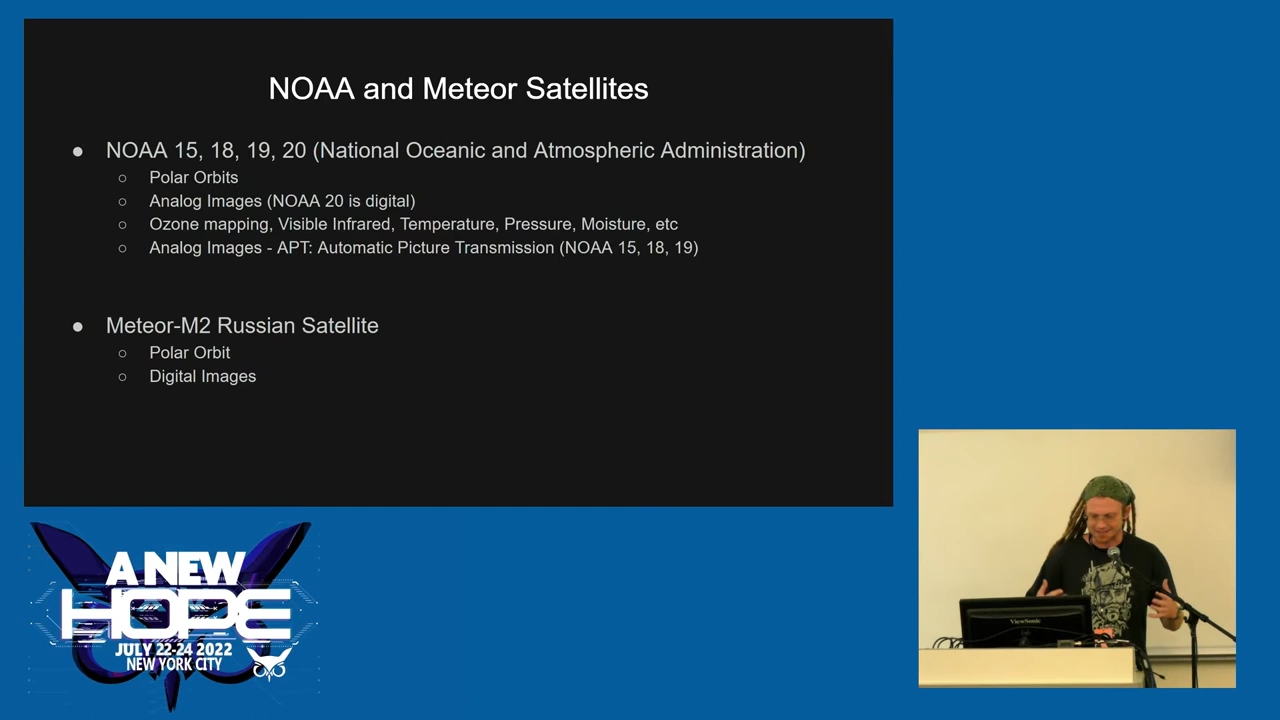 NOAA and Meteor Satellites
● NOAA 15, 18, 19, 20 (National Oceanic and Atmospheric Administration)
○ Polar Orbits
○ Analog Images (NOAA 20 is digital)
○ Ozone mapping, Visible Infrared, Temperature, Pressure, Moisture, etc
○ Analog Images - APT: Automatic Picture Transmission (NOAA 15, 18, 19)
● Meteor-M2 Russian Satellite
○ Polar Orbit
○ Digital Images
A NEW
HOPE
JULY 22-24 2022
NEW YORK CITY
ViewSonic